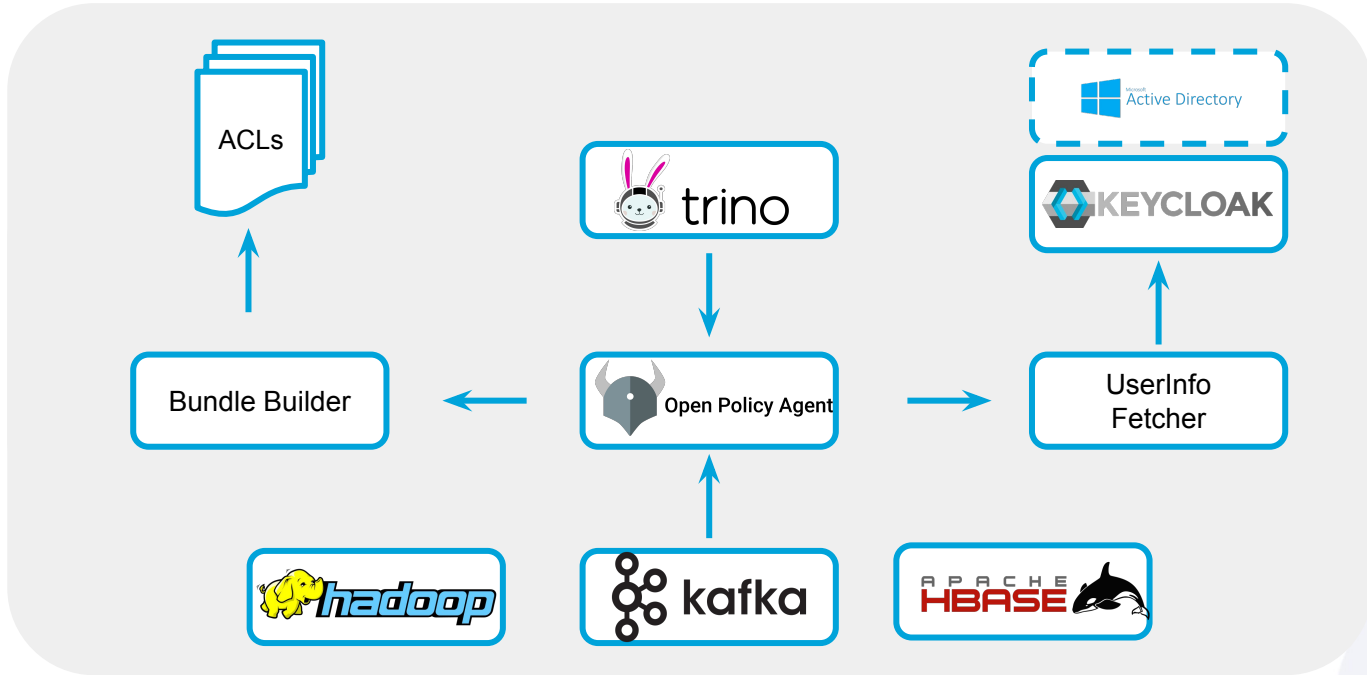 ACLs
Microsoft
Active Directory
trino
KEYCLOAK
Bundle Builder
Open Policy Agent
UserInfo
Fetcher
hadoop
kafka
APACHE
HBASE